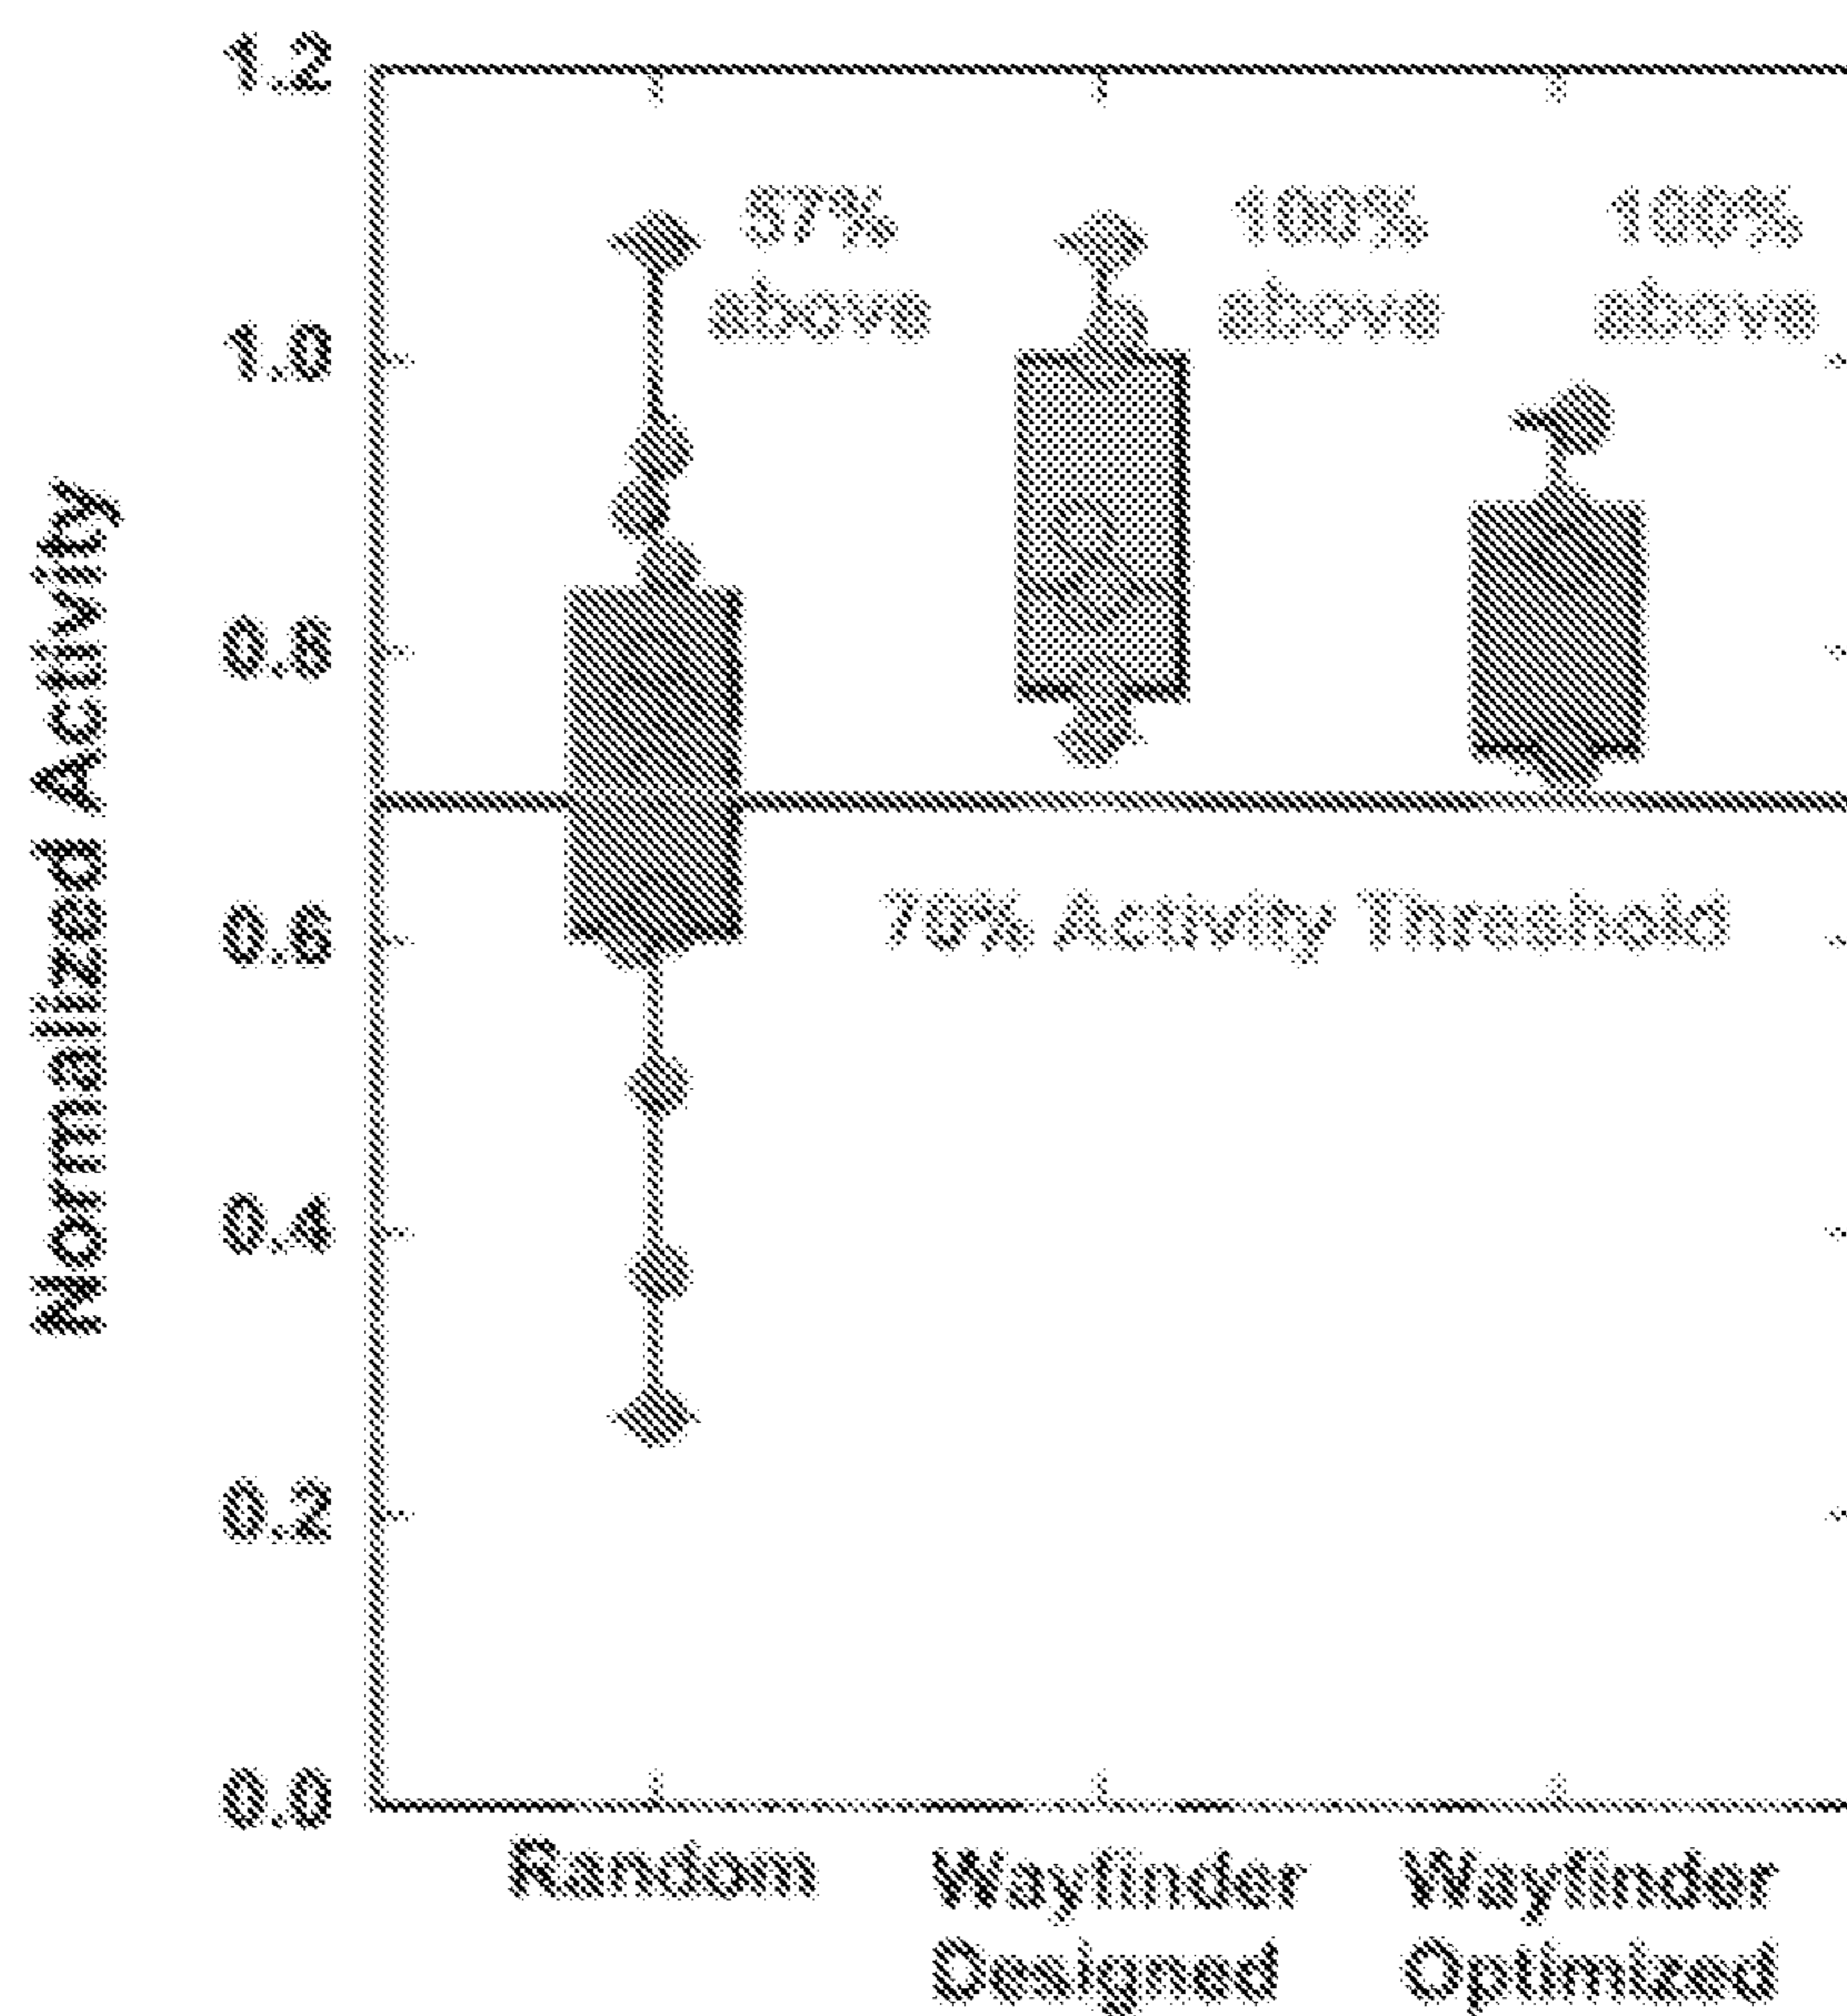 1.2
57%
above
100%
above
100%
above
1.0
0.8
Normalized Activity
0.6
70% Activity Threshold
0.4
0.2
0.0
Random
Wayfinder
Designed
Wayfinder
Optimized